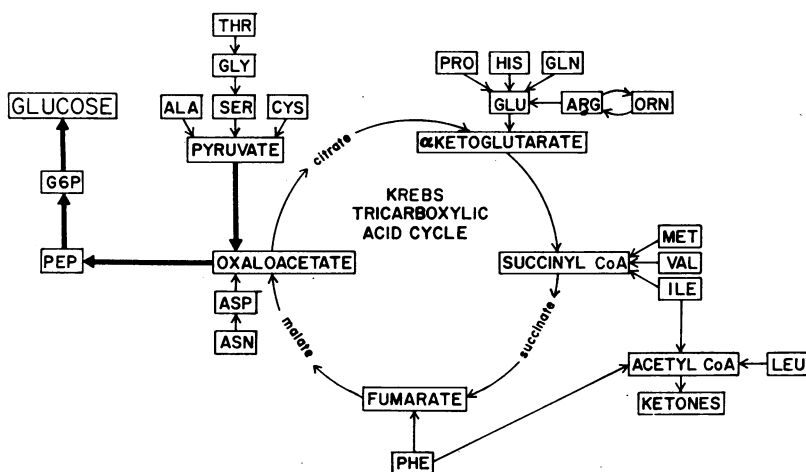 THR
GLY
PRO HIS GLN
GLUCOSE
ALA SER CYS
GLU ARG ORN
PYRUVATE
citrate
αKETOGLUTARATE
G6P
KREBS
TRICARBOXYLIC
ACID CYCLE
MET
PEP OXALOACETATE
SUCCINYL CoA VAL
ILE
ASP
ASN
malate
succinate
ACETYL CoA LEU
FUMARATE
KETONES
PHE